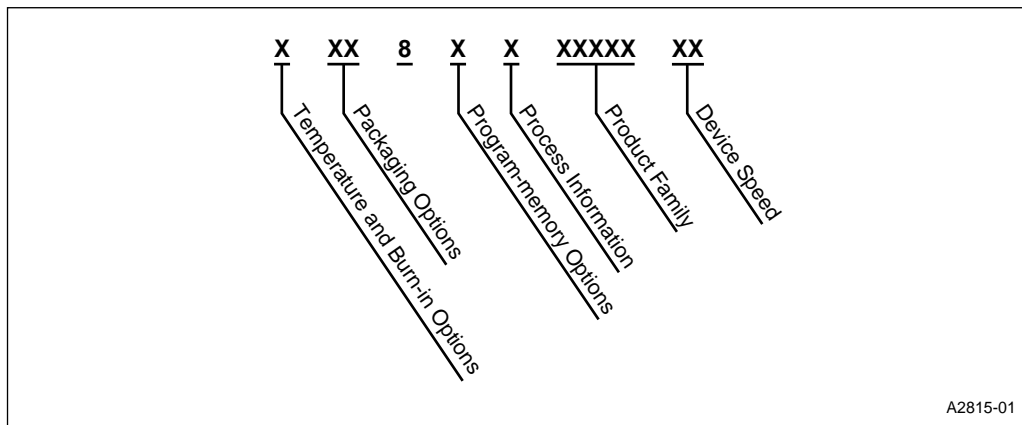 X XX 8 X X XXXXX XX
Temperature and Burn-in Options
Packaging Options
Program-memory Options
Process Information
Product Family
Device Speed
A2815-01